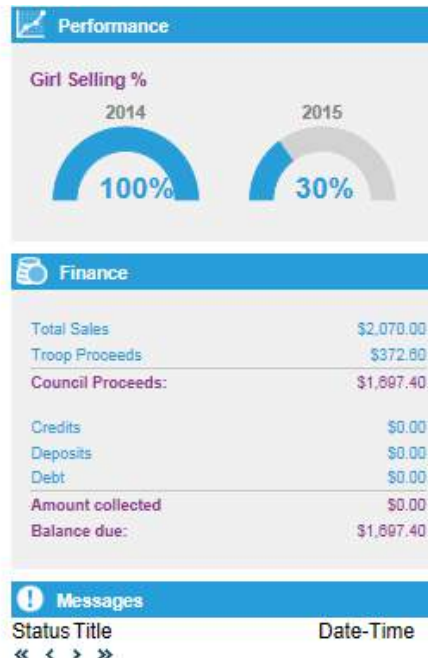 Performance
Girl Selling %
2014 2015
100% 30%
Finance
Total Sales $2,070.00
Troop Proceeds $372.60
Council Proceeds: $1,697.40
Credits $0.00
Deposits $0.00
Debt $0.00
Amount collected $0.00
Balance due: $1,697.40
Messages
Status Title Date-Time
« < > »